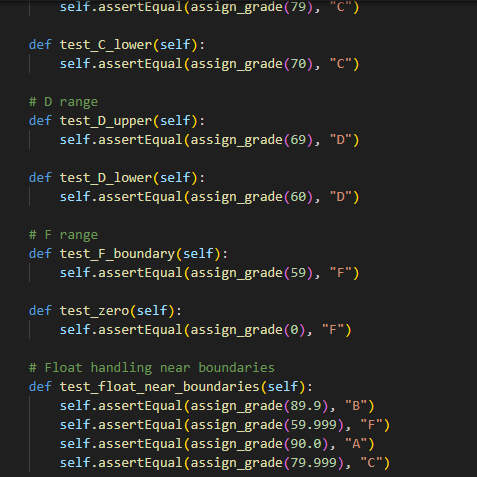 self.assertEqual(assign_grade(79), "C")
def test_C_lower(self):
self.assertEqual(assign_grade(70), "C")
# D range
def test_D_upper(self):
self.assertEqual(assign_grade(69), "D")
def test_D_lower(self):
self.assertEqual(assign_grade(60), "D")
# F range
def test_F_boundary(self):
self.assertEqual(assign_grade(59), "F")
def test_zero(self):
self.assertEqual(assign_grade(0), "F")
# Float handling near boundaries
def test_float_near_boundaries(self):
self.assertEqual(assign_grade(89.9), "B")
self.assertEqual(assign_grade(59.999), "F")
self.assertEqual(assign_grade(90.0), "A")
self.assertEqual(assign_grade(79.999), "C")